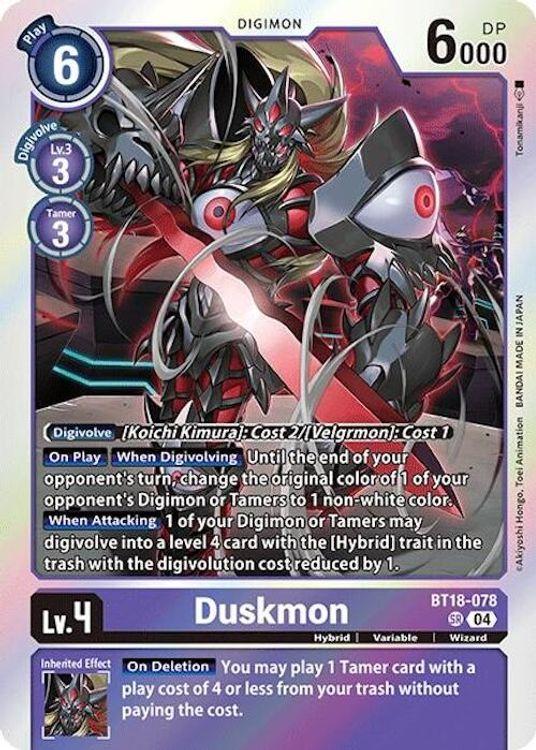 DIGIMON
Play
6
6000
DP
Digivolve
Lv.3
3
Tamer
3
Tonamikanji
©Akiyoshi Hongo, Toei Animation BANDAI MADE IN JAPAN
Digivolve [Koichi Kimura]: Cost 2/[Velgrmon]: Cost 1
On Play When Digivolving Until the end of your
opponent's turn, change the original color of 1 of your
opponent's Digimon or Tamers to 1 non-white color.
When Attacking 1 of your Digimon or Tamers may
digivolve into a level 4 card with the [Hybrid] trait in the
trash with the digivolution cost reduced by 1.
Lv.4
Duskmon
BT18-078
SR 04
Hybrid | Variable | Wizard
Inherited Effect
On Deletion You may play 1 Tamer card with a
play cost of 4 or less from your trash without
paying the cost.